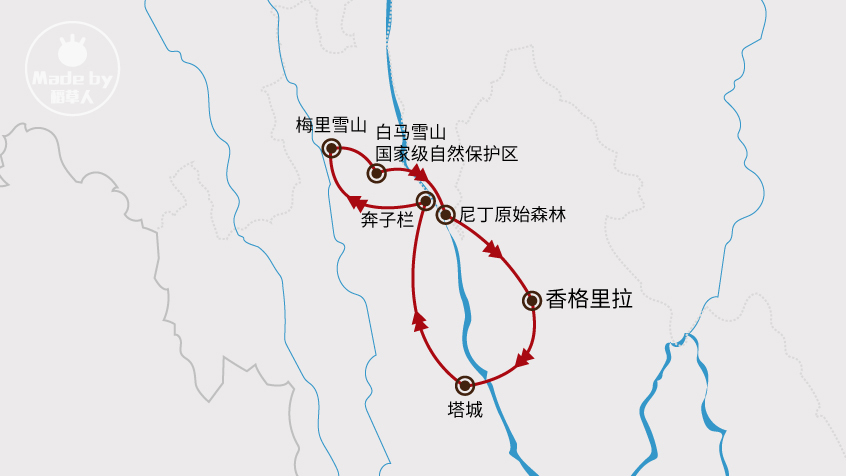 Made by
稻草人
梅里雪山
白马雪山
国家级自然保护区
奔子栏
尼丁原始森林
香格里拉
塔城